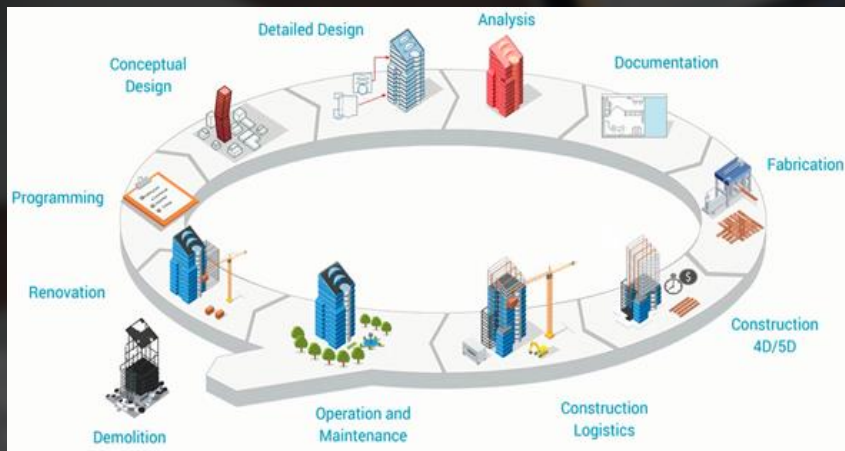 Detailed Design
Analysis
Conceptual
Design
Documentation
Fabrication
Programming
Renovation
Construction
4D/5D
$
Operation and
Maintenance
Construction
Logistics
Demolition